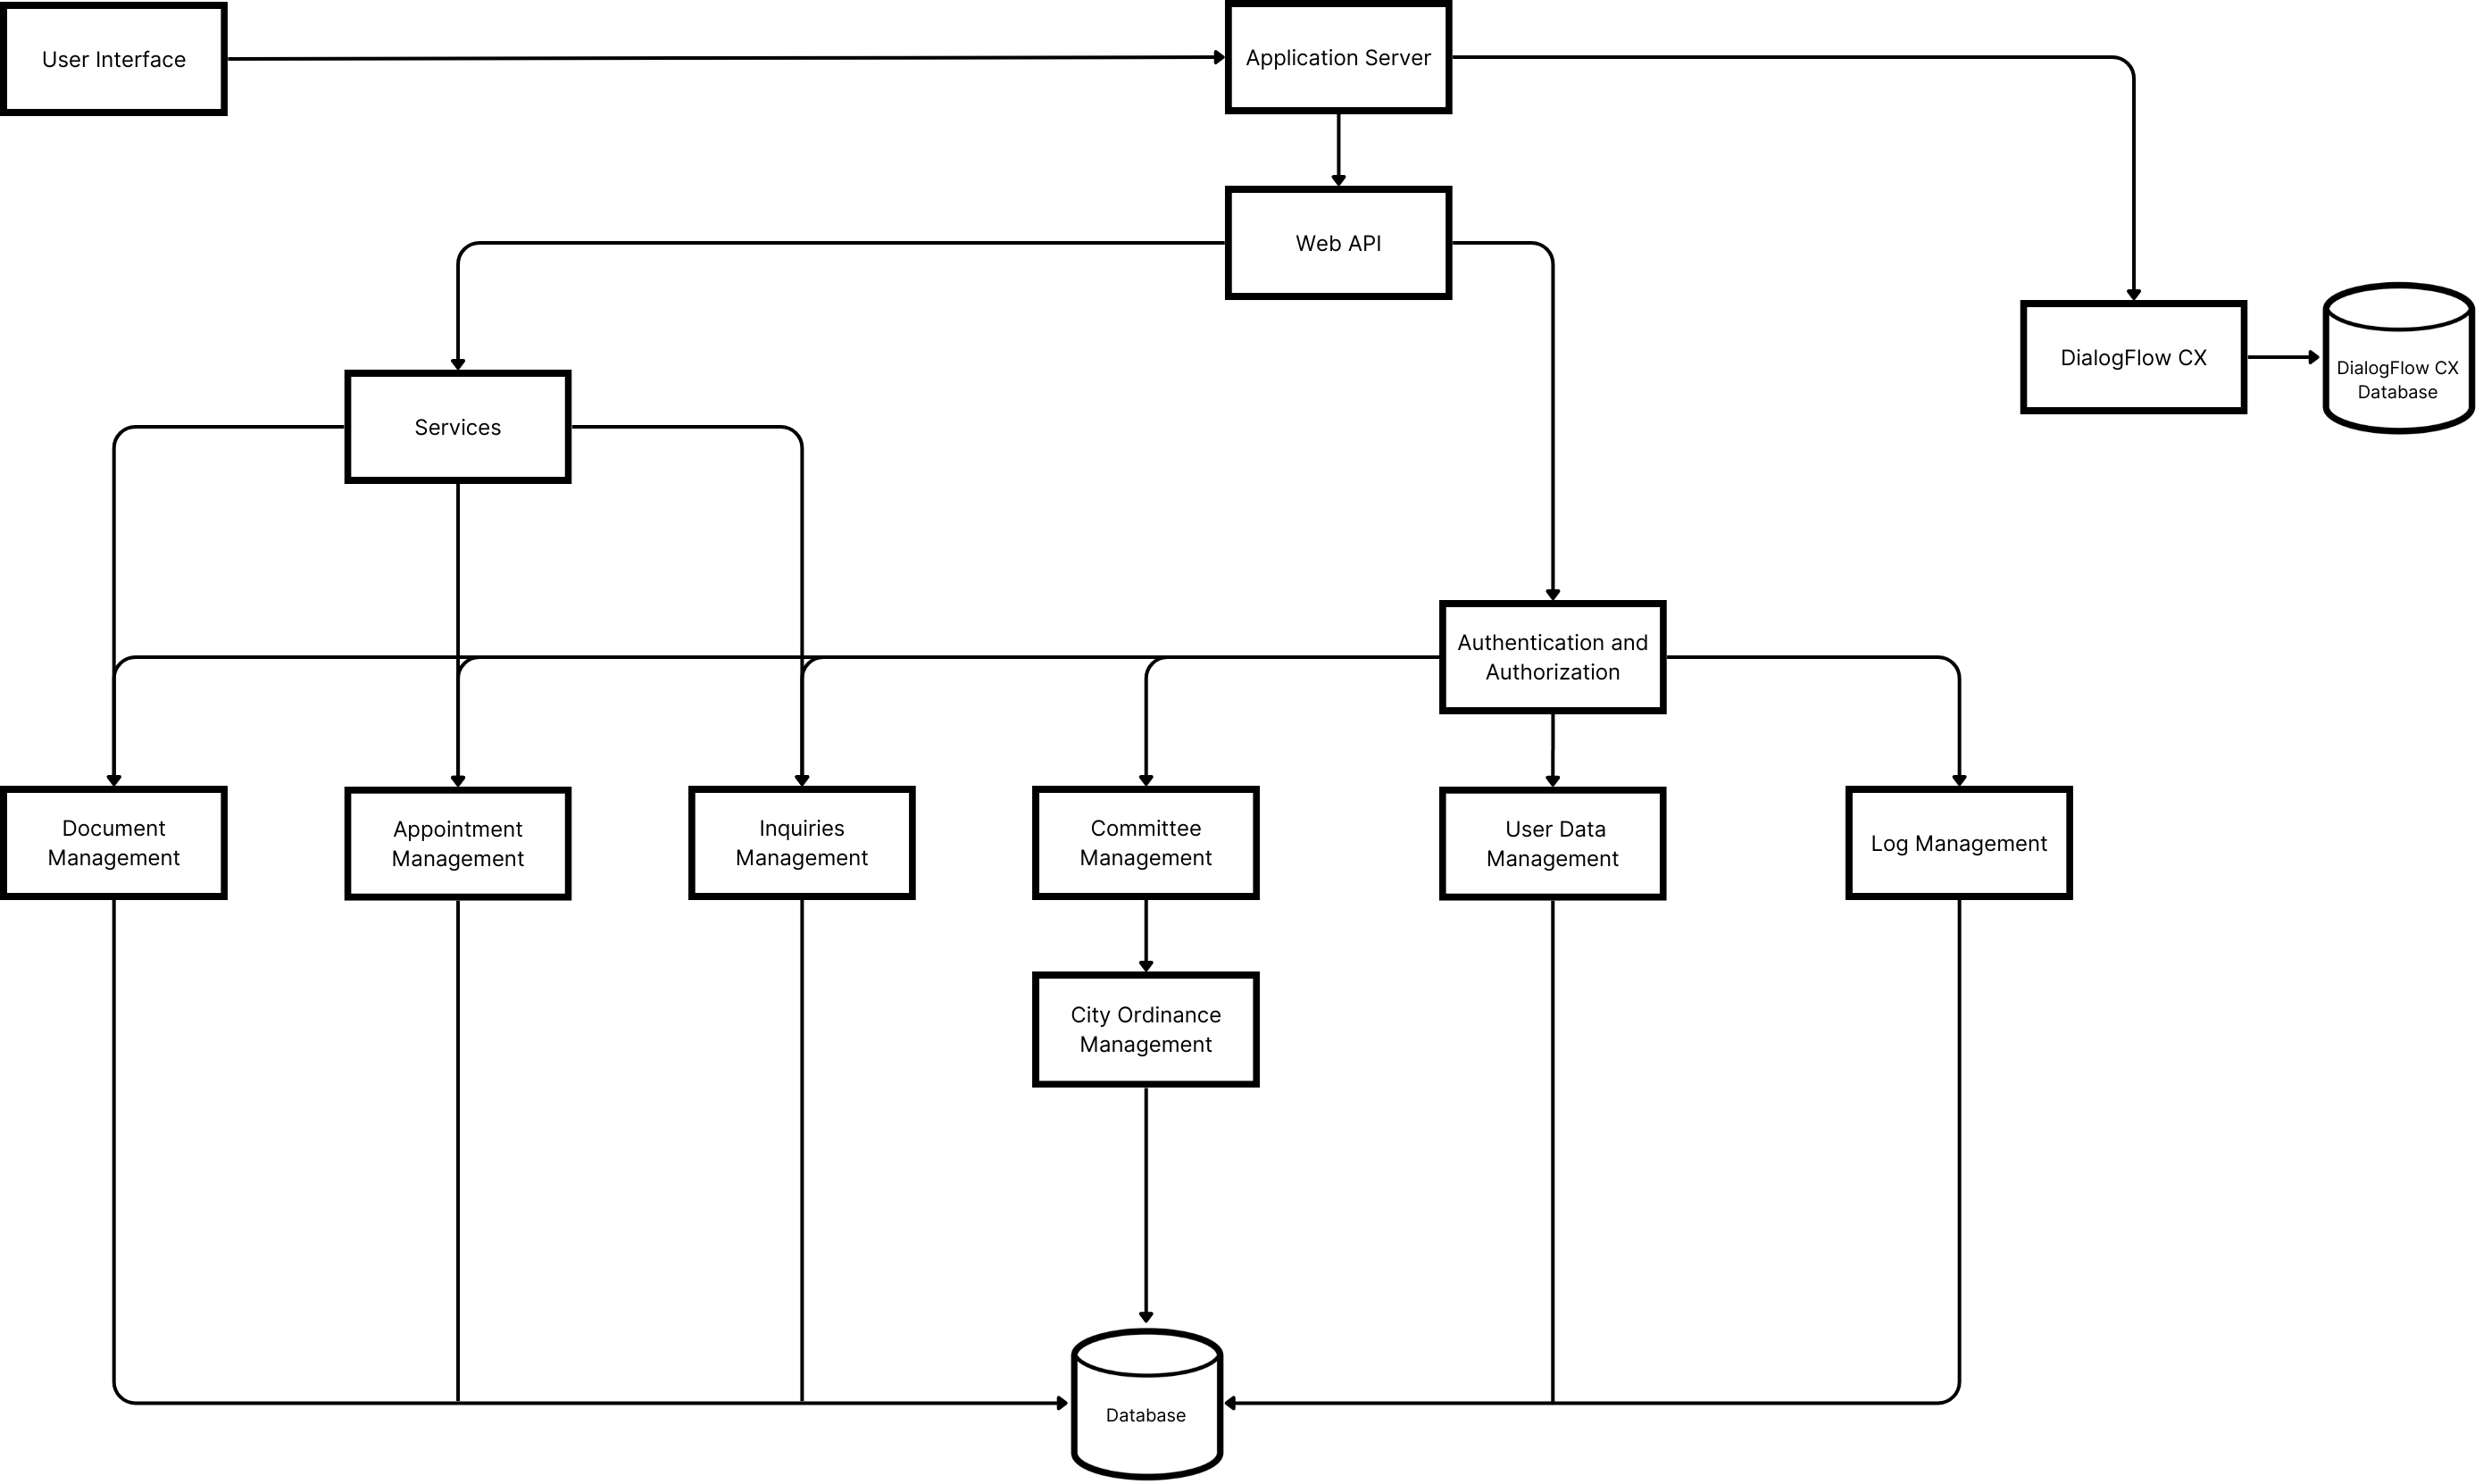 User Interface
Application Server
Web API
DialogFlow CX
DialogFlow CX
Database
Services
Authentication and
Authorization
Document
Management
Appointment
Management
Inquiries
Management
Committee
Management
User Data
Management
Log Management
City Ordinance
Management
Database